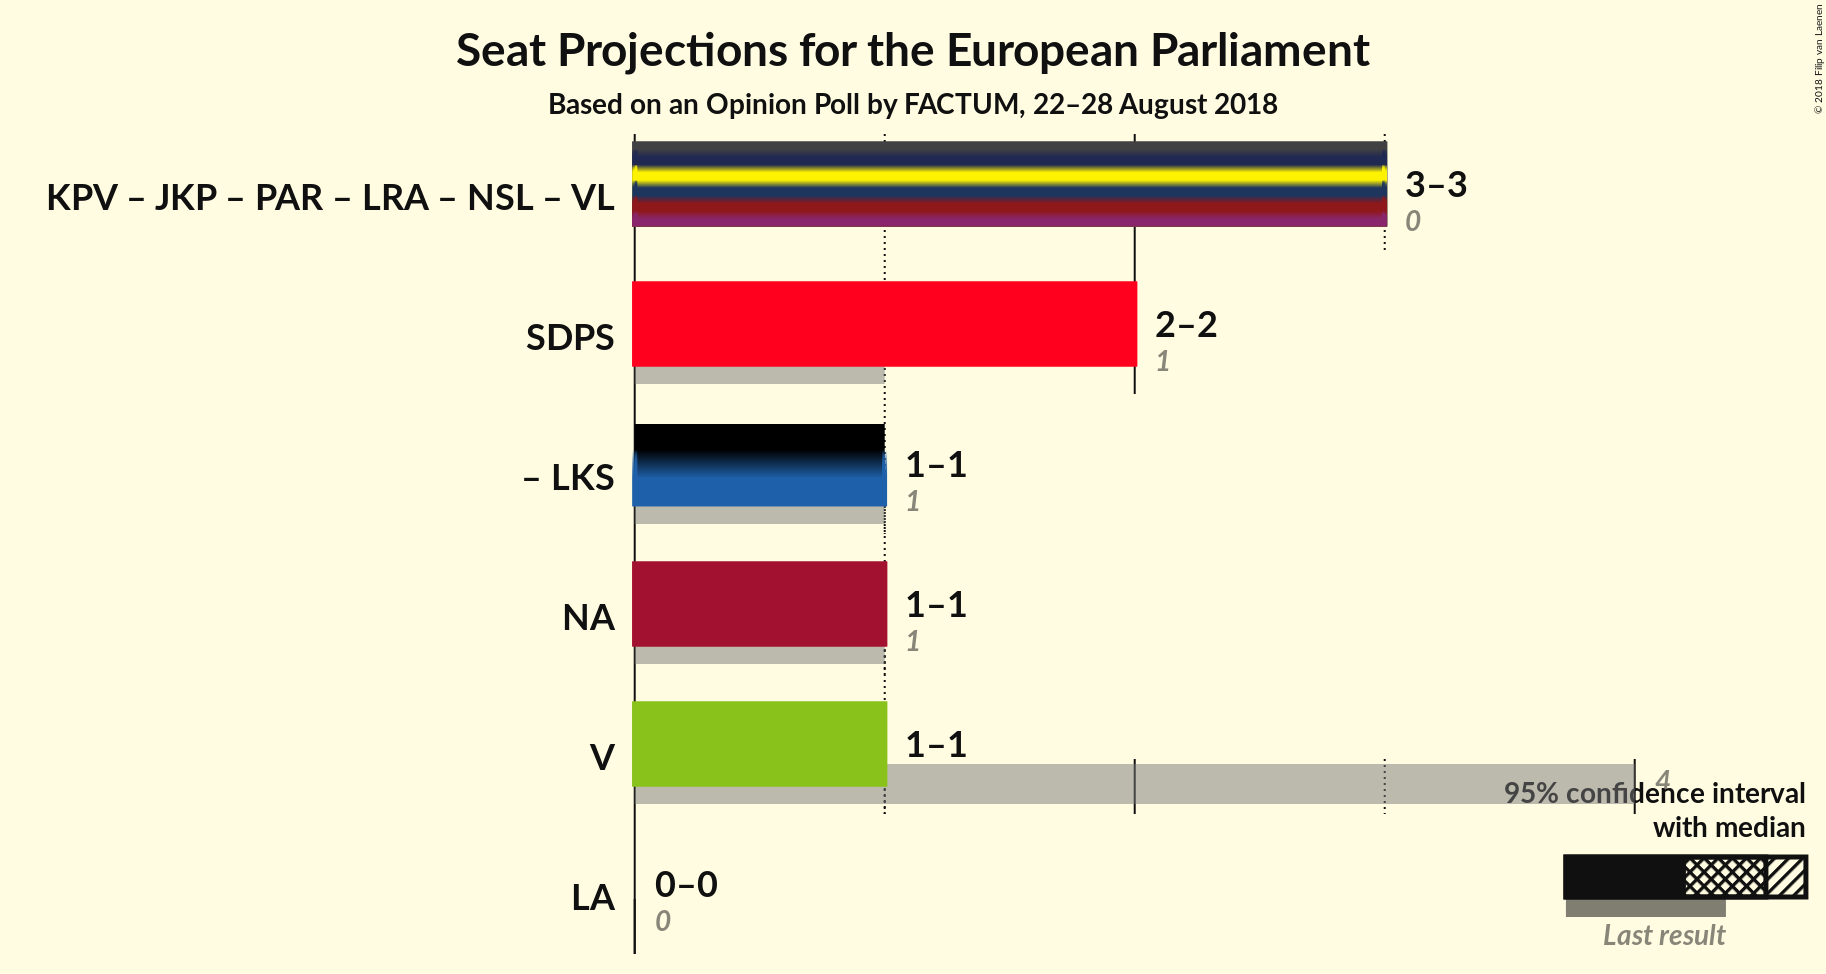 Seat Projections for the European Parliament
Based on an Opinion Poll by FACTUM, 22–28 August 2018
© 2018 Filip van Laenen
KPV – JKP – PAR – LRA – NSL – VL
3–3
0
SDPS
2–2
1
– LKS
1–1
1
NA
1–1
1
V
1–1
4
95% confidence interval
with median
LA
0–0
0
Last result